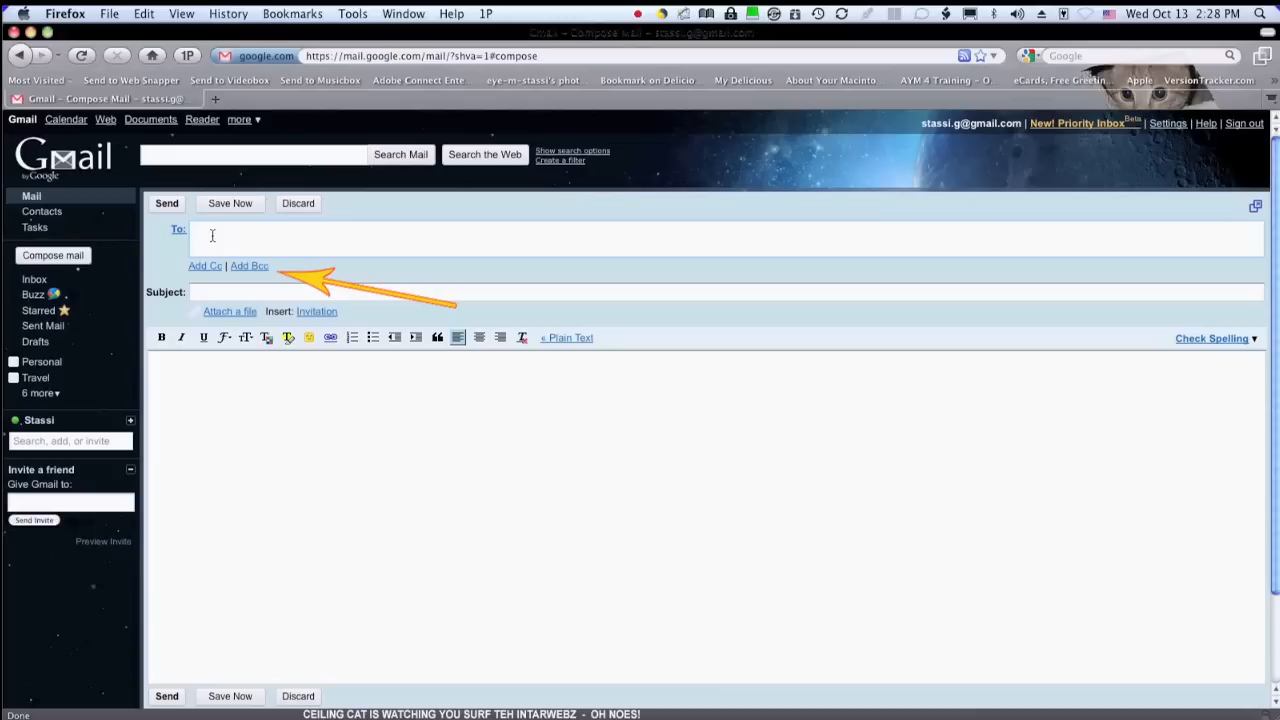 Firefox File Edit View History Bookmarks Tools Window Help 1P Wed Oct 13 2:28 PM
Gmail – Compose Mail – stassi.g@gmail.com
1P google.com https://mail.google.com/mail/?shva=1#compose Google
Most Visited Send to Web Snapper Send to Videobox Send to Musicbox Adobe Connect Ente eye-m-stassi's phot Bookmark on Delicio My Delicious About Your Macinto AYM 4 Training - O eCards, Free Greetin Apple VersionTracker.com »
Gmail – Compose Mail – stassi.g@ +
Gmail Calendar Web Documents Reader more ▼ stassi.g@gmail.com | New! Priority Inbox Beta | Settings | Help | Sign out
Gmail
by Google
Search Mail Search the Web Show search options
Create a filter
Mail
Contacts
Tasks
Compose mail
Inbox
Buzz
Starred
Sent Mail
Drafts
Personal
Travel
6 more▼
Stassi
Search, add, or invite
Invite a friend
Give Gmail to:
Send Invite
Preview Invite
Send Save Now Discard
To:
Add Cc | Add Bcc
Subject:
Attach a file Insert: Invitation
B I U « Plain Text Check Spelling ▼
Send Save Now Discard
Done CEILING CAT IS WATCHING YOU SURF TEH INTARWEBZ - OH NOES!